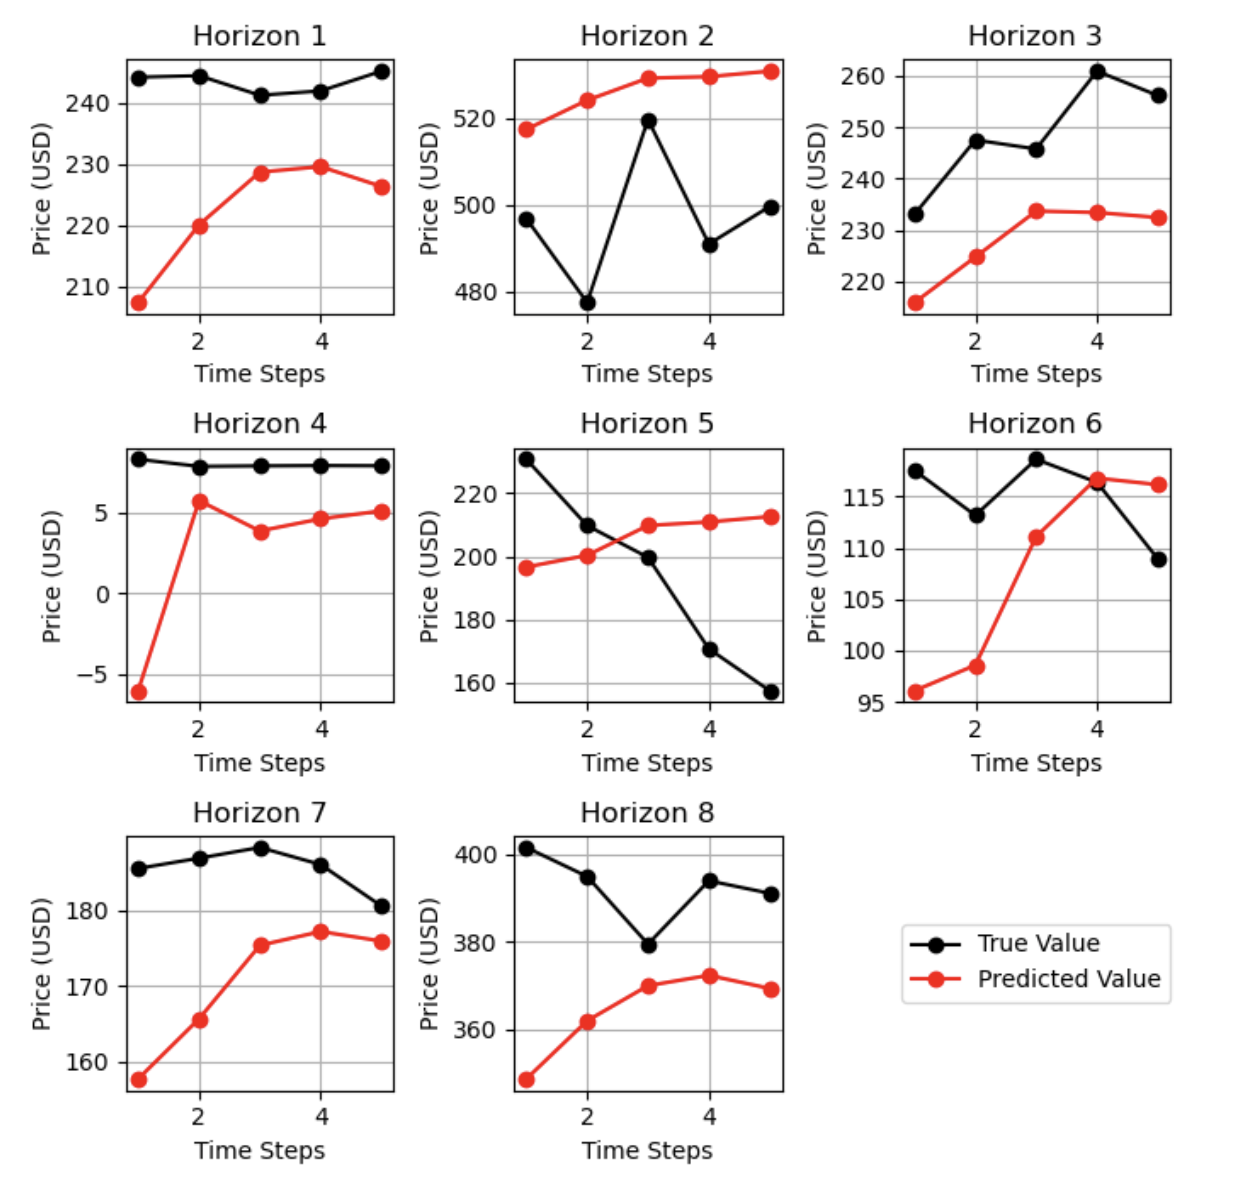 Horizon 1
Price (USD)
240
230
220
210
2 4
Time Steps
Horizon 2
Price (USD)
520
500
480
2 4
Time Steps
Horizon 3
Price (USD)
260
250
240
230
220
2 4
Time Steps
Horizon 4
Price (USD)
5
0
−5
2 4
Time Steps
Horizon 5
Price (USD)
220
200
180
160
2 4
Time Steps
Horizon 6
Price (USD)
115
110
105
100
95
2 4
Time Steps
Horizon 7
Price (USD)
180
170
160
2 4
Time Steps
Horizon 8
Price (USD)
400
380
360
2 4
Time Steps
True Value
Predicted Value